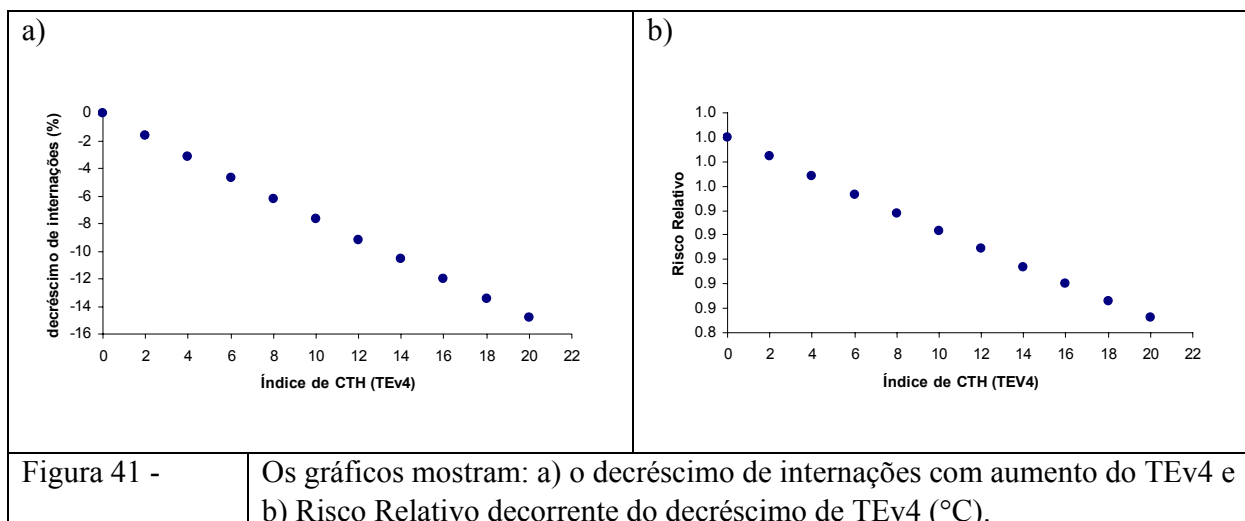 a)
0
-2
-4
-6
-8
-10
-12
-14
-16
decréscimo de internações (%)
0 2 4 6 8 10 12 14 16 18 20 22
Índice de CTH (TEv4)
b)
1.0
1.0
1.0
1.0
0.9
0.9
0.9
0.9
0.9
0.8
Risco Relativo
0 2 4 6 8 10 12 14 16 18 20 22
Índice de CTH (TEV4)
Figura 41 -
Os gráficos mostram: a) o decréscimo de internações com aumento do TEv4 e
b) Risco Relativo decorrente do decréscimo de TEv4 (°C).